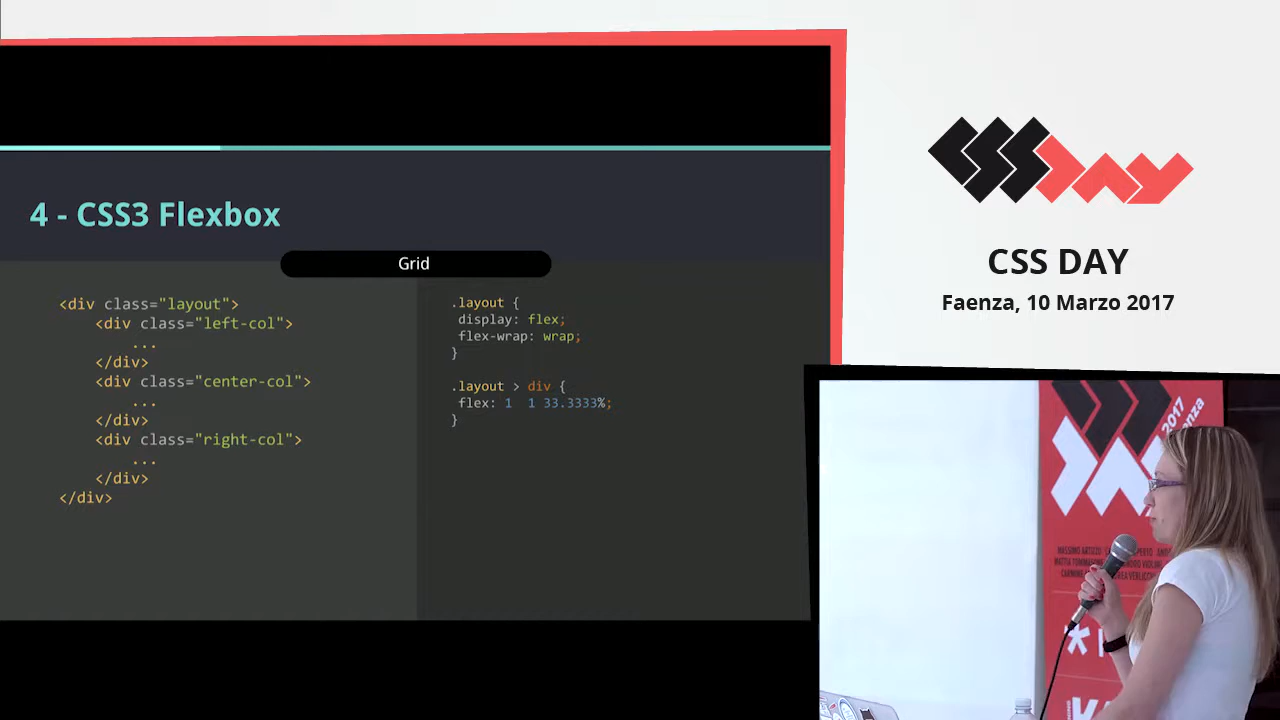 4 - CSS3 Flexbox
Grid
<div class="layout">
<div class="left-col">
...
</div>
<div class="center-col">
...
</div>
<div class="right-col">
...
</div>
</div>
.layout {
display: flex;
flex-wrap: wrap;
}
.layout > div {
flex: 1 1 33.3333%;
}
CSS DAY
CSS DAY
Faenza, 10 Marzo 2017
2017